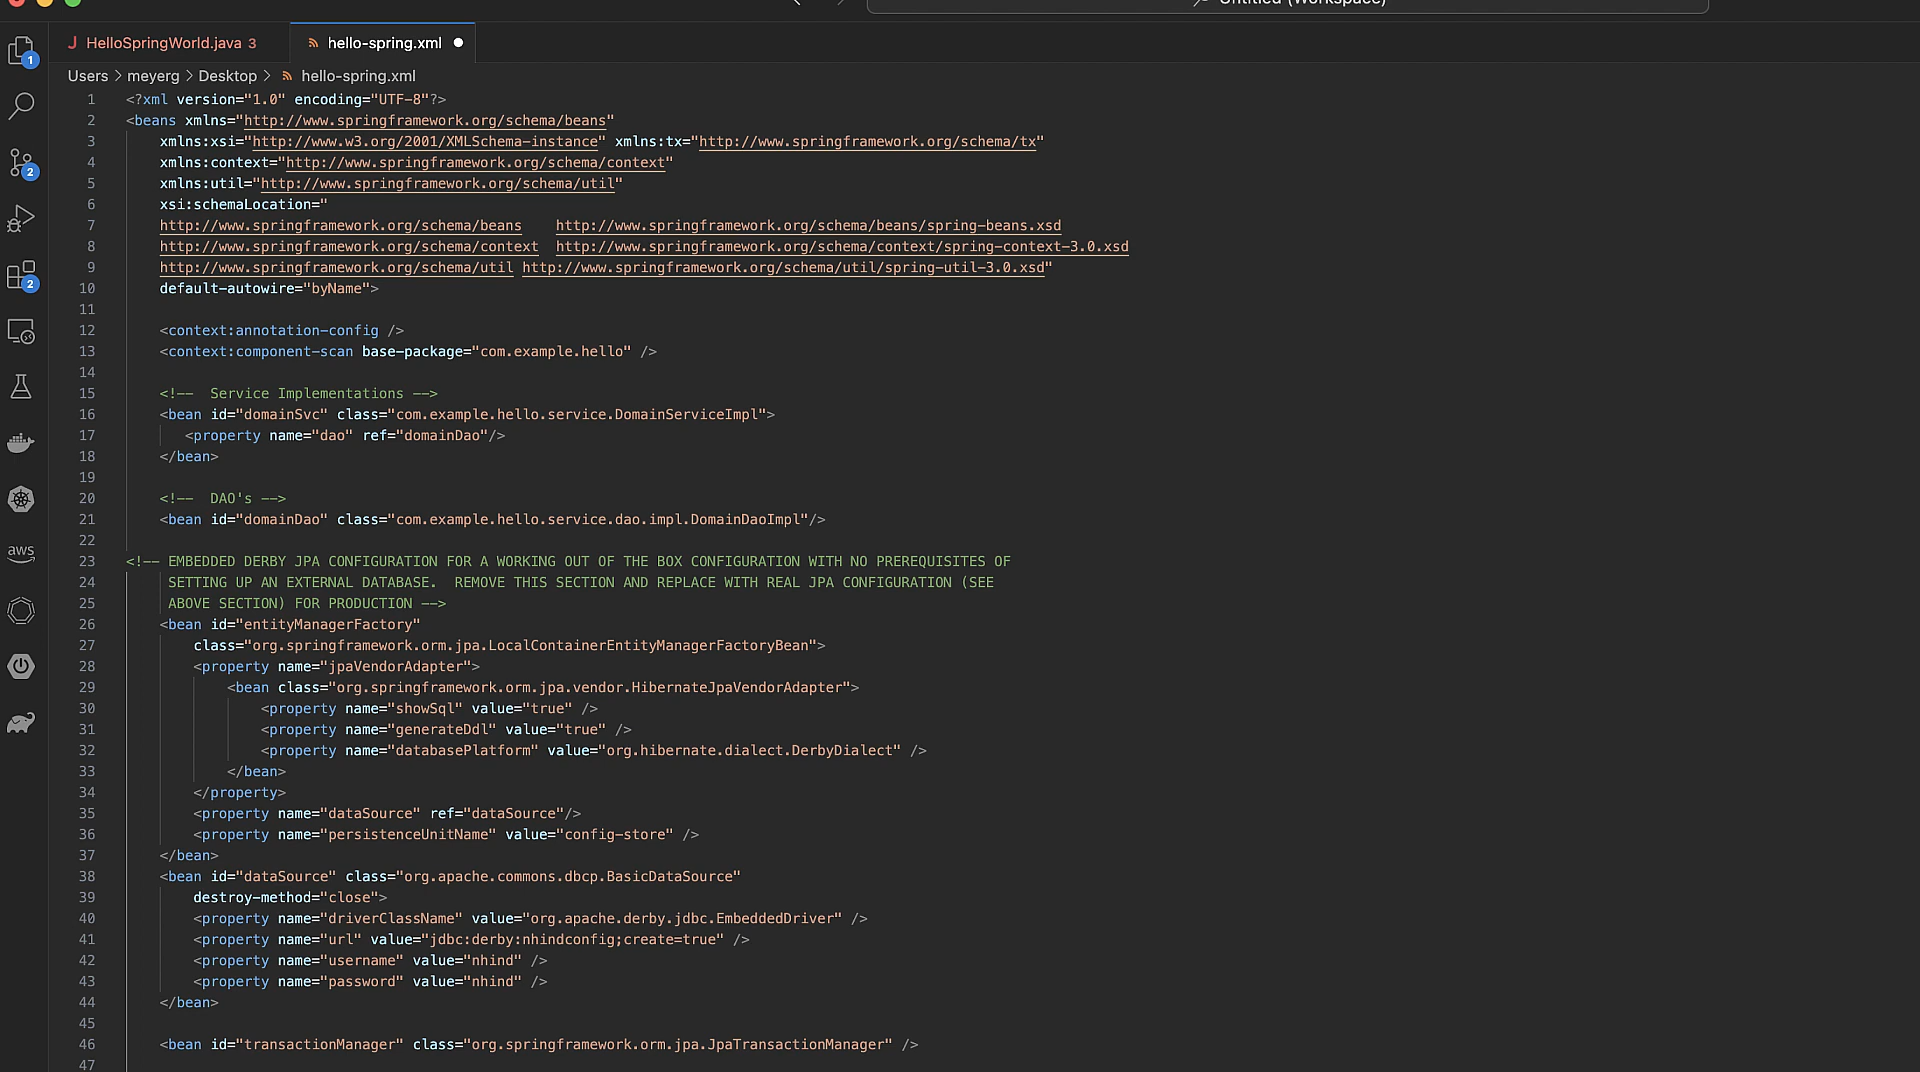 Untitled (Workspace)
HelloSpringWorld.java 3
hello-spring.xml
Users > meyerg > Desktop > hello-spring.xml
1 <?xml version="1.0" encoding="UTF-8"?>
2 <beans xmlns="http://www.springframework.org/schema/beans"
3 xmlns:xsi="http://www.w3.org/2001/XMLSchema-instance" xmlns:tx="http://www.springframework.org/schema/tx"
4 xmlns:context="http://www.springframework.org/schema/context"
5 xmlns:util="http://www.springframework.org/schema/util"
6 xsi:schemaLocation="
7 http://www.springframework.org/schema/beans http://www.springframework.org/schema/beans/spring-beans.xsd
8 http://www.springframework.org/schema/context http://www.springframework.org/schema/context/spring-context-3.0.xsd
9 http://www.springframework.org/schema/util http://www.springframework.org/schema/util/spring-util-3.0.xsd"
10 default-autowire="byName">
11
12 <context:annotation-config />
13 <context:component-scan base-package="com.example.hello" />
14
15 <!-- Service Implementations -->
16 <bean id="domainSvc" class="com.example.hello.service.DomainServiceImpl">
17 <property name="dao" ref="domainDao"/>
18 </bean>
19
20 <!-- DAO's -->
21 <bean id="domainDao" class="com.example.hello.service.dao.impl.DomainDaoImpl"/>
22
23 <!-- EMBEDDED DERBY JPA CONFIGURATION FOR A WORKING OUT OF THE BOX CONFIGURATION WITH NO PREREQUISITES OF
24 SETTING UP AN EXTERNAL DATABASE. REMOVE THIS SECTION AND REPLACE WITH REAL JPA CONFIGURATION (SEE
25 ABOVE SECTION) FOR PRODUCTION -->
26 <bean id="entityManagerFactory"
27 class="org.springframework.orm.jpa.LocalContainerEntityManagerFactoryBean">
28 <property name="jpaVendorAdapter">
29 <bean class="org.springframework.orm.jpa.vendor.HibernateJpaVendorAdapter">
30 <property name="showSql" value="true" />
31 <property name="generateDdl" value="true" />
32 <property name="databasePlatform" value="org.hibernate.dialect.DerbyDialect" />
33 </bean>
34 </property>
35 <property name="dataSource" ref="dataSource"/>
36 <property name="persistenceUnitName" value="config-store" />
37 </bean>
38 <bean id="dataSource" class="org.apache.commons.dbcp.BasicDataSource"
39 destroy-method="close">
40 <property name="driverClassName" value="org.apache.derby.jdbc.EmbeddedDriver" />
41 <property name="url" value="jdbc:derby:nhindconfig;create=true" />
42 <property name="username" value="nhind" />
43 <property name="password" value="nhind" />
44 </bean>
45
46 <bean id="transactionManager" class="org.springframework.orm.jpa.JpaTransactionManager" />
47
1
2
2
aws